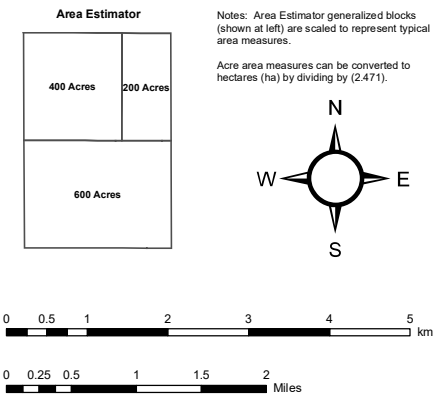 Area Estimator
400 Acres
200 Acres
600 Acres
Notes: Area Estimator generalized blocks
(shown at left) are scaled to represent typical
area measures.
Acre area measures can be converted to
hectares (ha) by dividing by (2.471).
N
W E
S
0 0.5 1 2 3 4 5
km
0 0.25 0.5 1 1.5 2
Miles